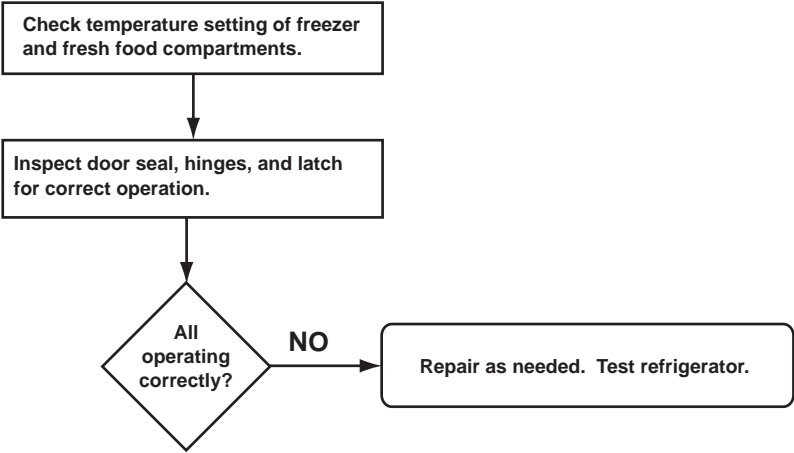 Check temperature setting of freezer
and fresh food compartments.
Inspect door seal, hinges, and latch
for correct operation.
All
operating
correctly?
NO
Repair as needed.  Test refrigerator.